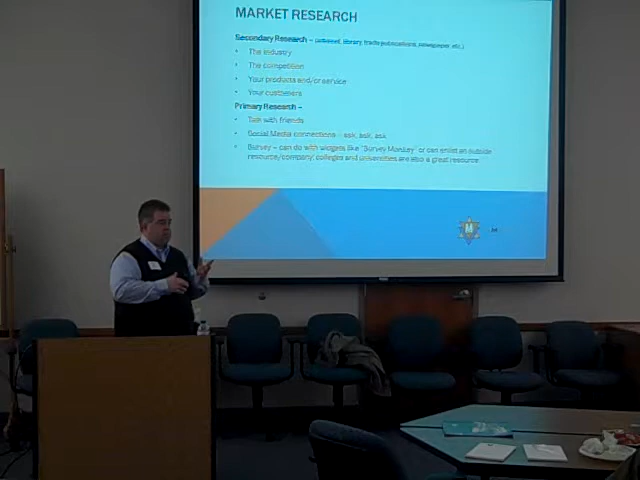 MARKET RESEARCH
Secondary Research – (internet, library, trade publications, newspaper, etc.)
• The industry
• The competition
• Your products and/or service
• Your customers
Primary Research –
• Talk with friends
• Social Media connections – ask, ask, ask
• Survey – can do with widgets like "Survey Monkey" or can enlist an outside
resource/company, colleges and universities are also a great resource
M